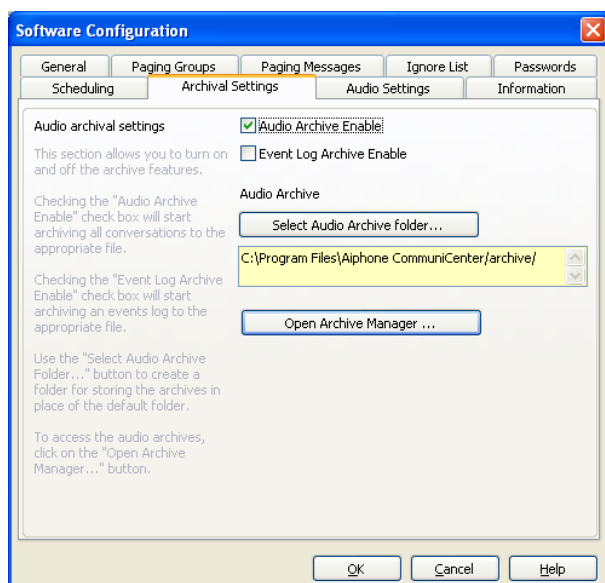 Software Configuration
General Paging Groups Paging Messages Ignore List Passwords
Scheduling Archival Settings Audio Settings Information
Audio archival settings
This section allows you to turn on
and off the archive features.
Checking the "Audio Archive
Enable" check box will start
archiving all conversations to the
appropriate file.
Checking the "Event Log Archive
Enable" check box will start
archiving an events log to the
appropriate file.
Use the "Select Audio Archive
Folder..." button to create a
folder for storing the archives in
place of the default folder.
To access the audio archives,
click on the "Open Archive
Manager..." button.
Audio Archive Enable
Event Log Archive Enable
Audio Archive
Select Audio Archive folder...
C:\Program Files\Aiphone CommuniCenter/archive/
Open Archive Manager ...
OK Cancel Help